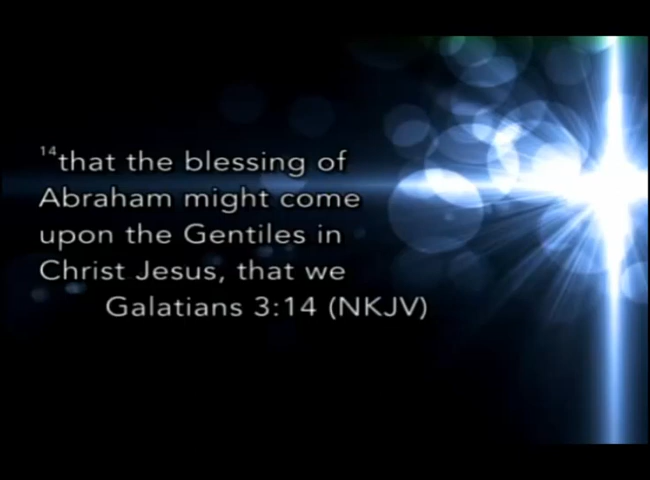 14that the blessing of
Abraham might come
upon the Gentiles in
Christ Jesus, that we
Galatians 3:14 (NKJV)